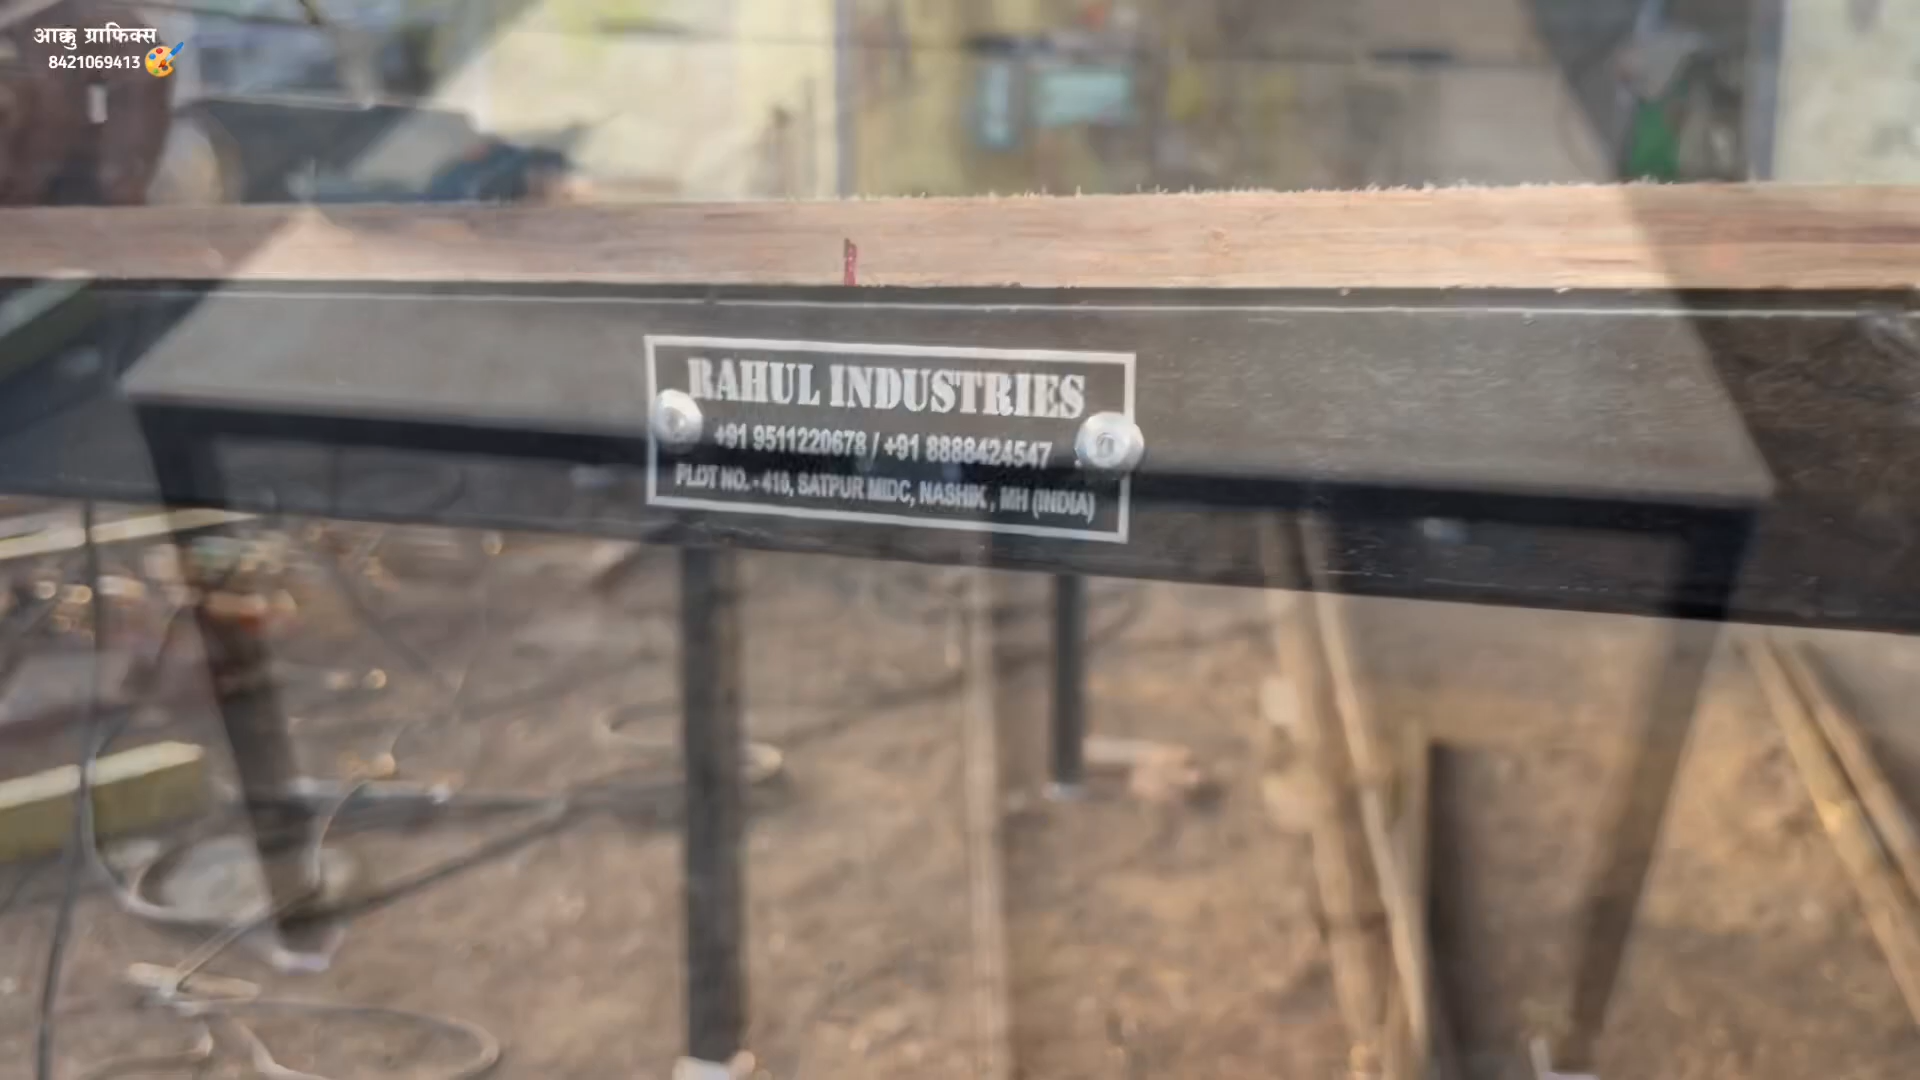 आक्कु ग्राफिक्स
8421069413
RAHUL INDUSTRIES
+91 9511220678 / +91 8888424547
PLOT NO. - 410, SATPUR MIDC, NASHIK , MH (INDIA)